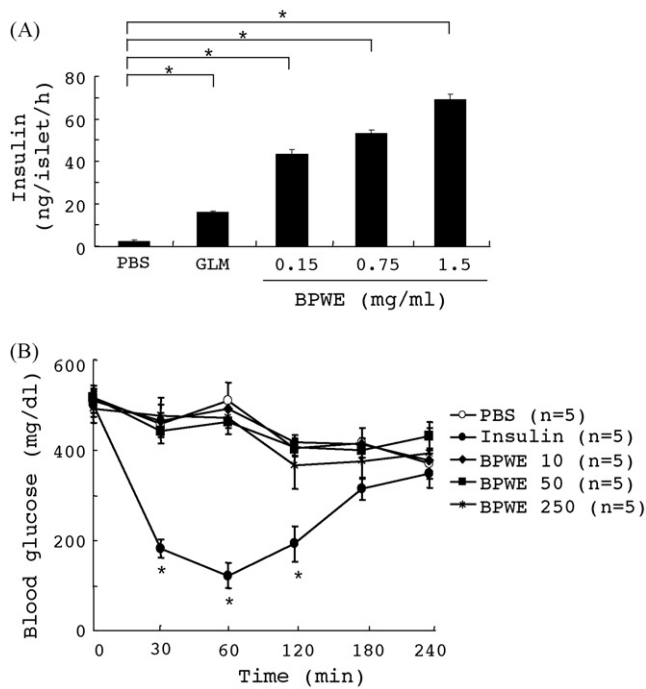 (A)
*
*
*
*
Insulin
(ng/islet/h)
80
60
40
20
0
PBS GLM 0.15 0.75 1.5
BPWE (mg/ml)
(B)
Blood glucose (mg/dl)
600
400
200
0
* * *
0 30 60 120 180 240
Time (min)
PBS (n=5)
Insulin (n=5)
BPWE 10 (n=5)
BPWE 50 (n=5)
BPWE 250 (n=5)